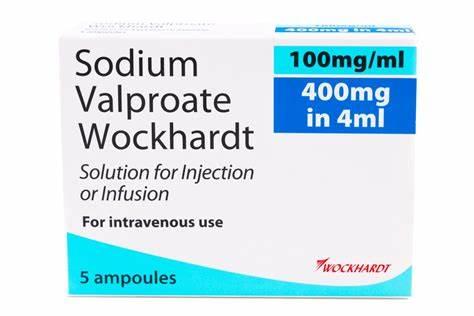 Sodium
Valproate
Wockhardt
100mg/ml
400mg
in 4ml
Solution for Injection
or Infusion
For intravenous use
5 ampoules
WOCKHARDT